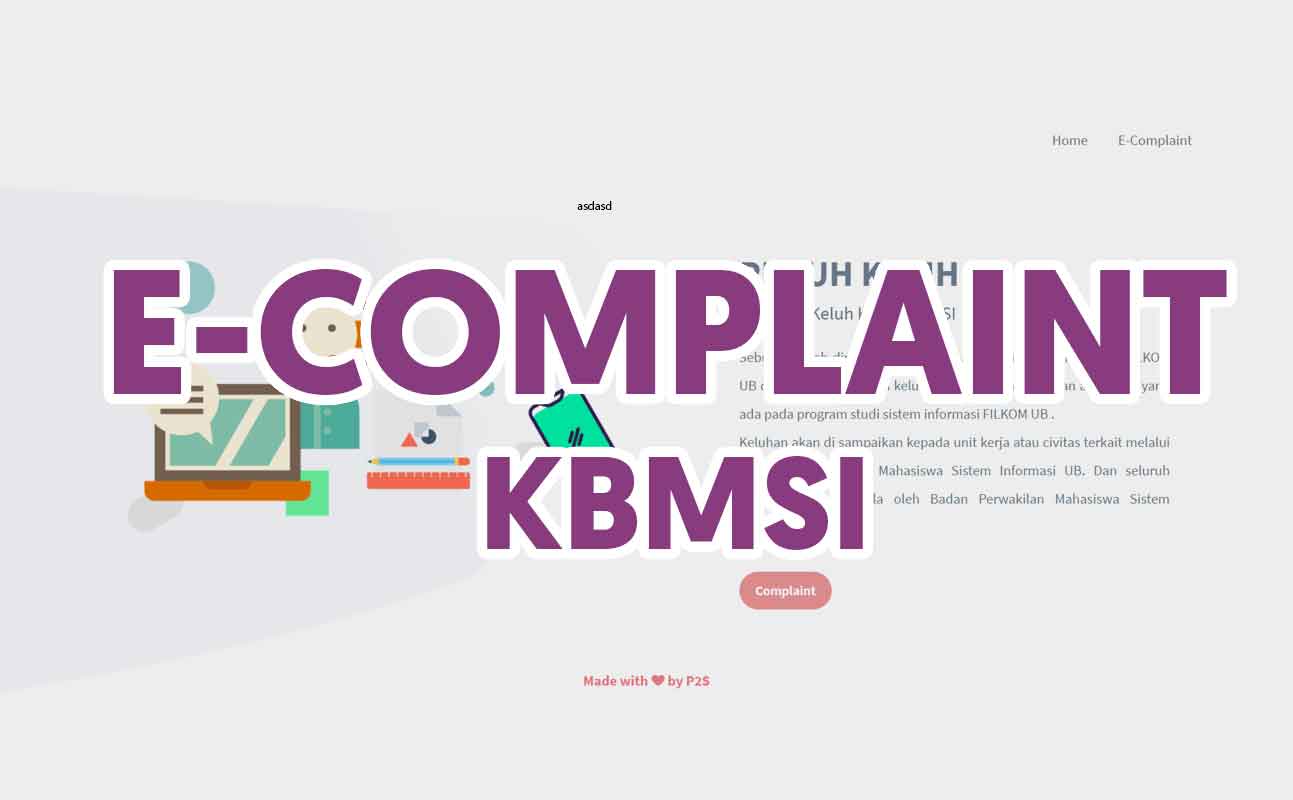 Home E-Complaint
asdasd
E-COMPLAINT
KBMSI
UB
ada pada program studi sistem informasi FILKOM UB .
Keluhan akan di sampaikan kepada unit kerja atau civitas terkait melalui
Mahasiswa Sistem Informasi UB. Dan seluruh
oleh Badan Perwakilan Mahasiswa Sistem
Complaint
Made with ❤ by P2S